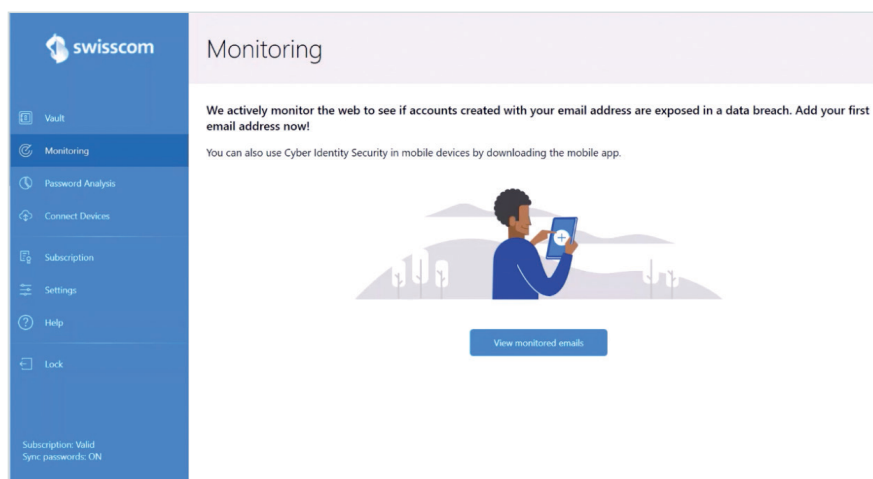 swisscom
Monitoring
Vault
Monitoring
Password Analysis
Connect Devices
Subscription
Settings
Help
Lock
Subscription: Valid
Sync passwords: ON
We actively monitor the web to see if accounts created with your email address are exposed in a data breach. Add your first
email address now!
You can also use Cyber Identity Security in mobile devices by downloading the mobile app.
View monitored emails